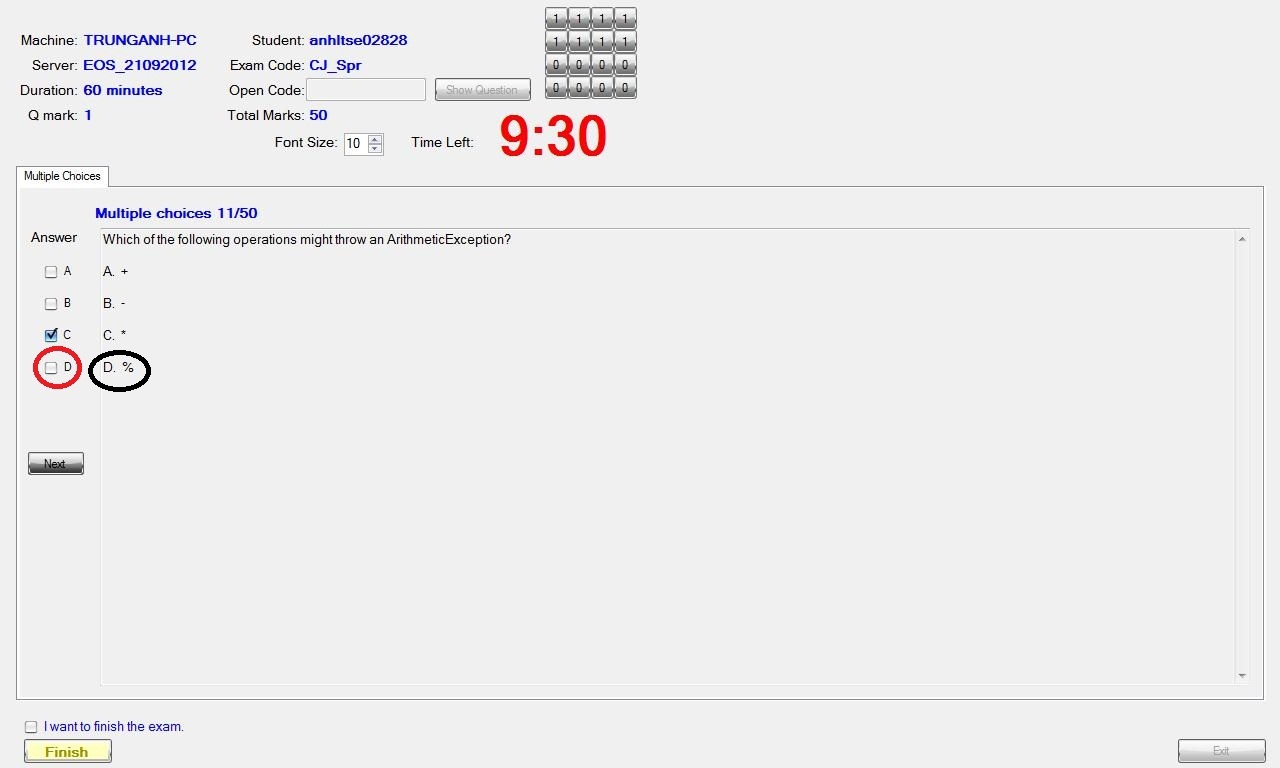 Machine: TRUNGANH-PC Student: anhltse02828
Server: EOS_21092012 Exam Code: CJ_Spr
Duration: 60 minutes Open Code: Show Question
Q mark: 1 Total Marks: 50
1 1 1 1
1 1 1 1
0 0 0 0
0 0 0 0
Font Size: 10 Time Left: 9:30
Multiple Choices
Multiple choices 11/50
Answer Which of the following operations might throw an ArithmeticException?
A A. +
B B. -
C C. *
D D. %
Next
I want to finish the exam.
Finish Exit